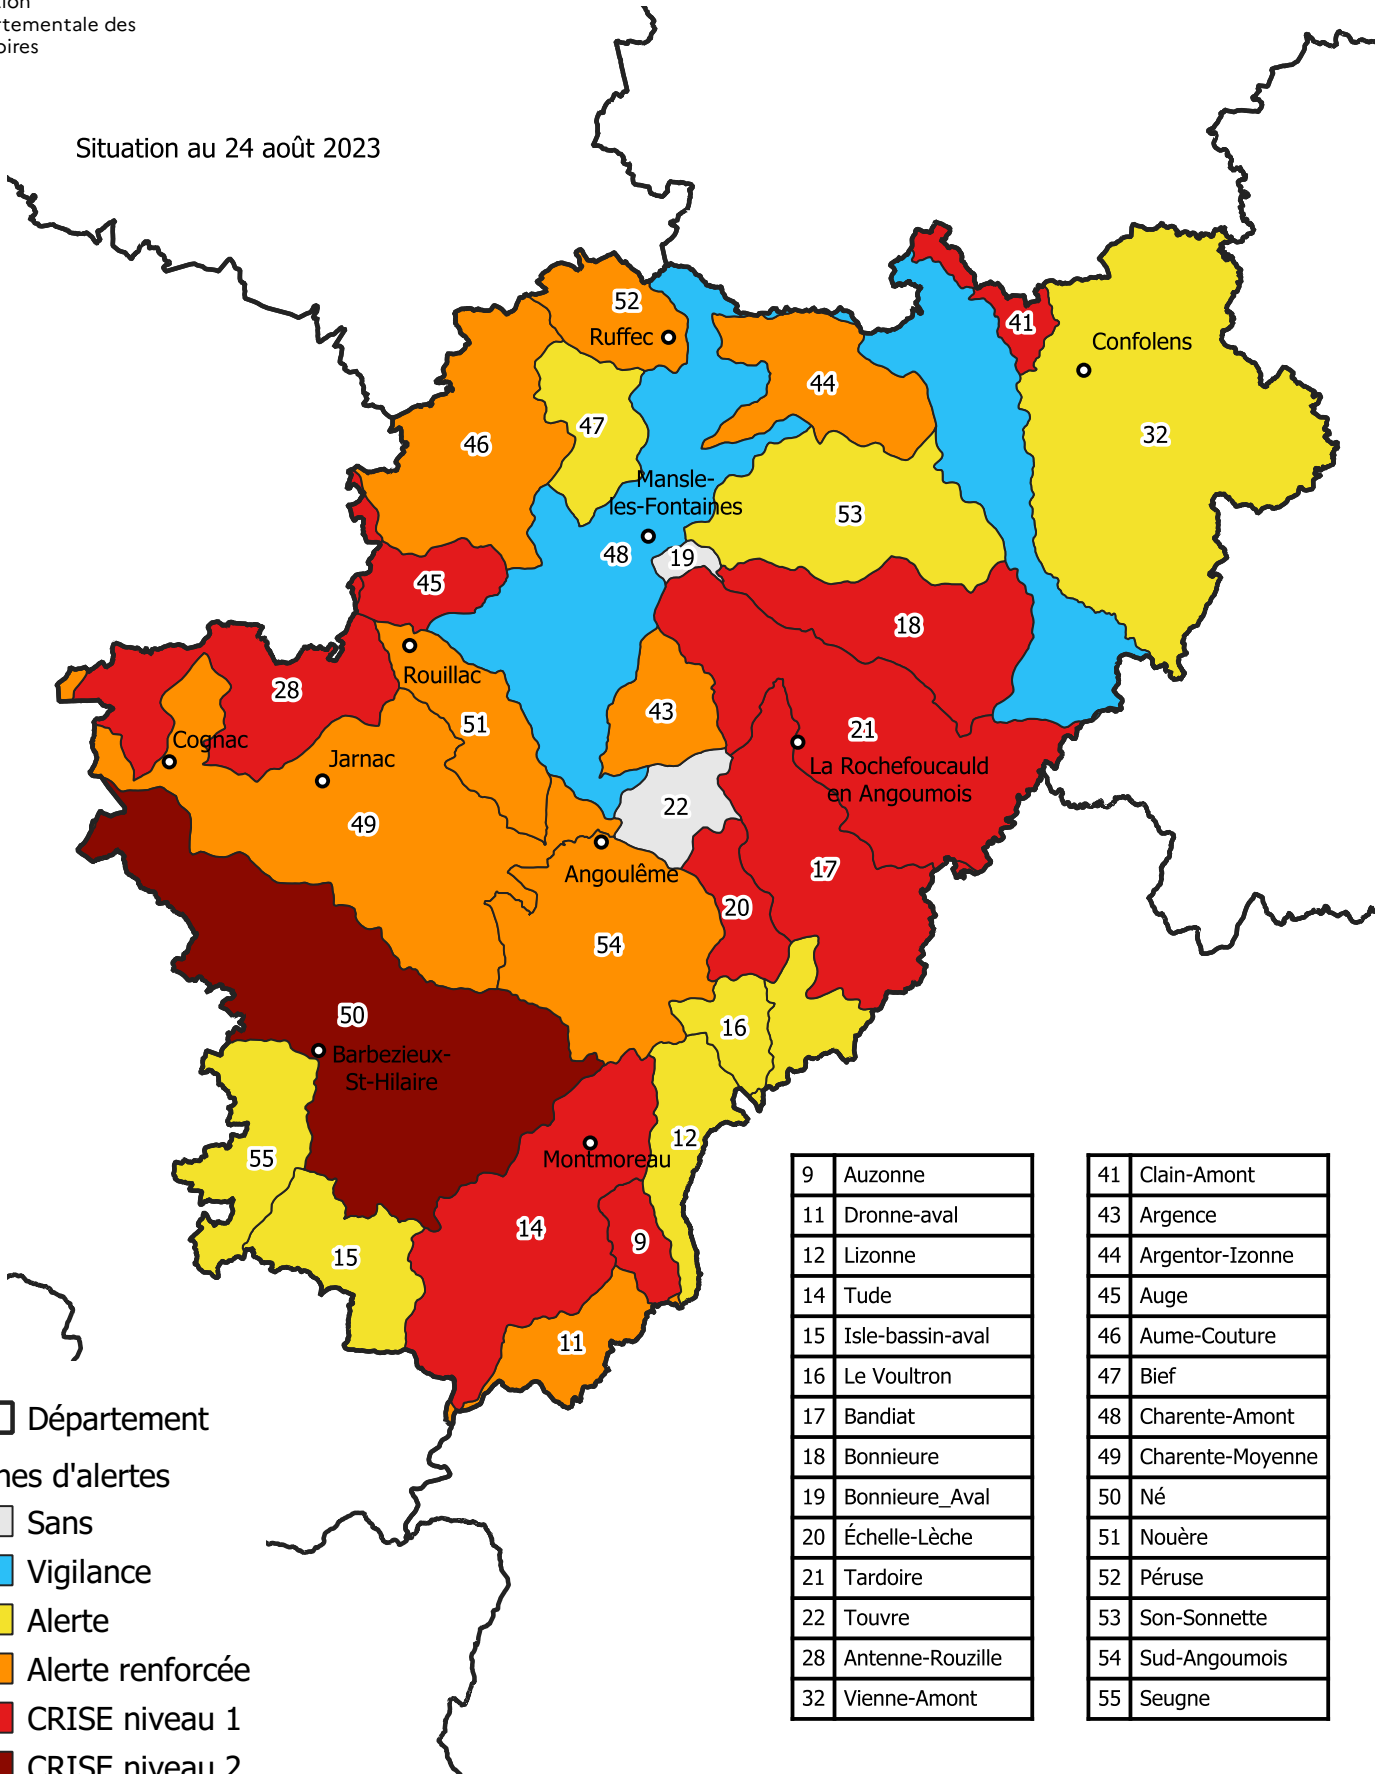 tion
rtementale des
oires
Situation au 24 août 2023
52
Ruffec
41
Confolens
44
47
46
32
Mansle-
les-Fontaines
53
48
19
45
18
Rouillac
28
43
51
21
Cognac
Jarnac
La Rochefoucauld
en Angoumois
22
49
Angoulême
17
20
54
50
16
Barbezieux-
St-Hilaire
12
55
Montmoreau
14
9
15
11
9 Auzonne
11 Dronne-aval
12 Lizonne
14 Tude
15 Isle-bassin-aval
16 Le Voultron
17 Bandiat
18 Bonnieure
19 Bonnieure_Aval
20 Échelle-Lèche
21 Tardoire
22 Touvre
28 Antenne-Rouzille
32 Vienne-Amont
41 Clain-Amont
43 Argence
44 Argentor-Izonne
45 Auge
46 Aume-Couture
47 Bief
48 Charente-Amont
49 Charente-Moyenne
50 Né
51 Nouère
52 Péruse
53 Son-Sonnette
54 Sud-Angoumois
55 Seugne
Département
nes d'alertes
Sans
Vigilance
Alerte
Alerte renforcée
CRISE niveau 1
CRISE niveau 2